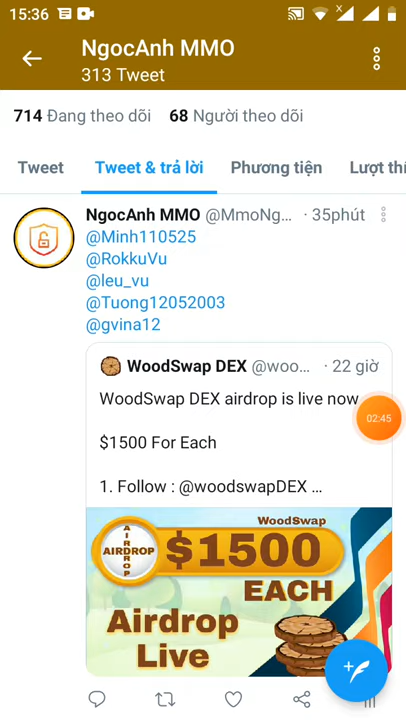 15:36
NgocAnh MMO
313 Tweet
714 Đang theo dõi 68 Người theo dõi
Tweet Tweet & trả lời Phương tiện Lượt thí
NgocAnh MMO @MmoNg... · 35phút
@Minh110525
@RokkuVu
@leu_vu
@Tuong12052003
@gvina12
WoodSwap DEX @woo... · 22 giờ
WoodSwap DEX airdrop is live now
02:45
$1500 For Each
1. Follow : @woodswapDEX ...
WoodSwap
AIRDROP
AIRDROP
$1500
EACH
Airdrop
Live